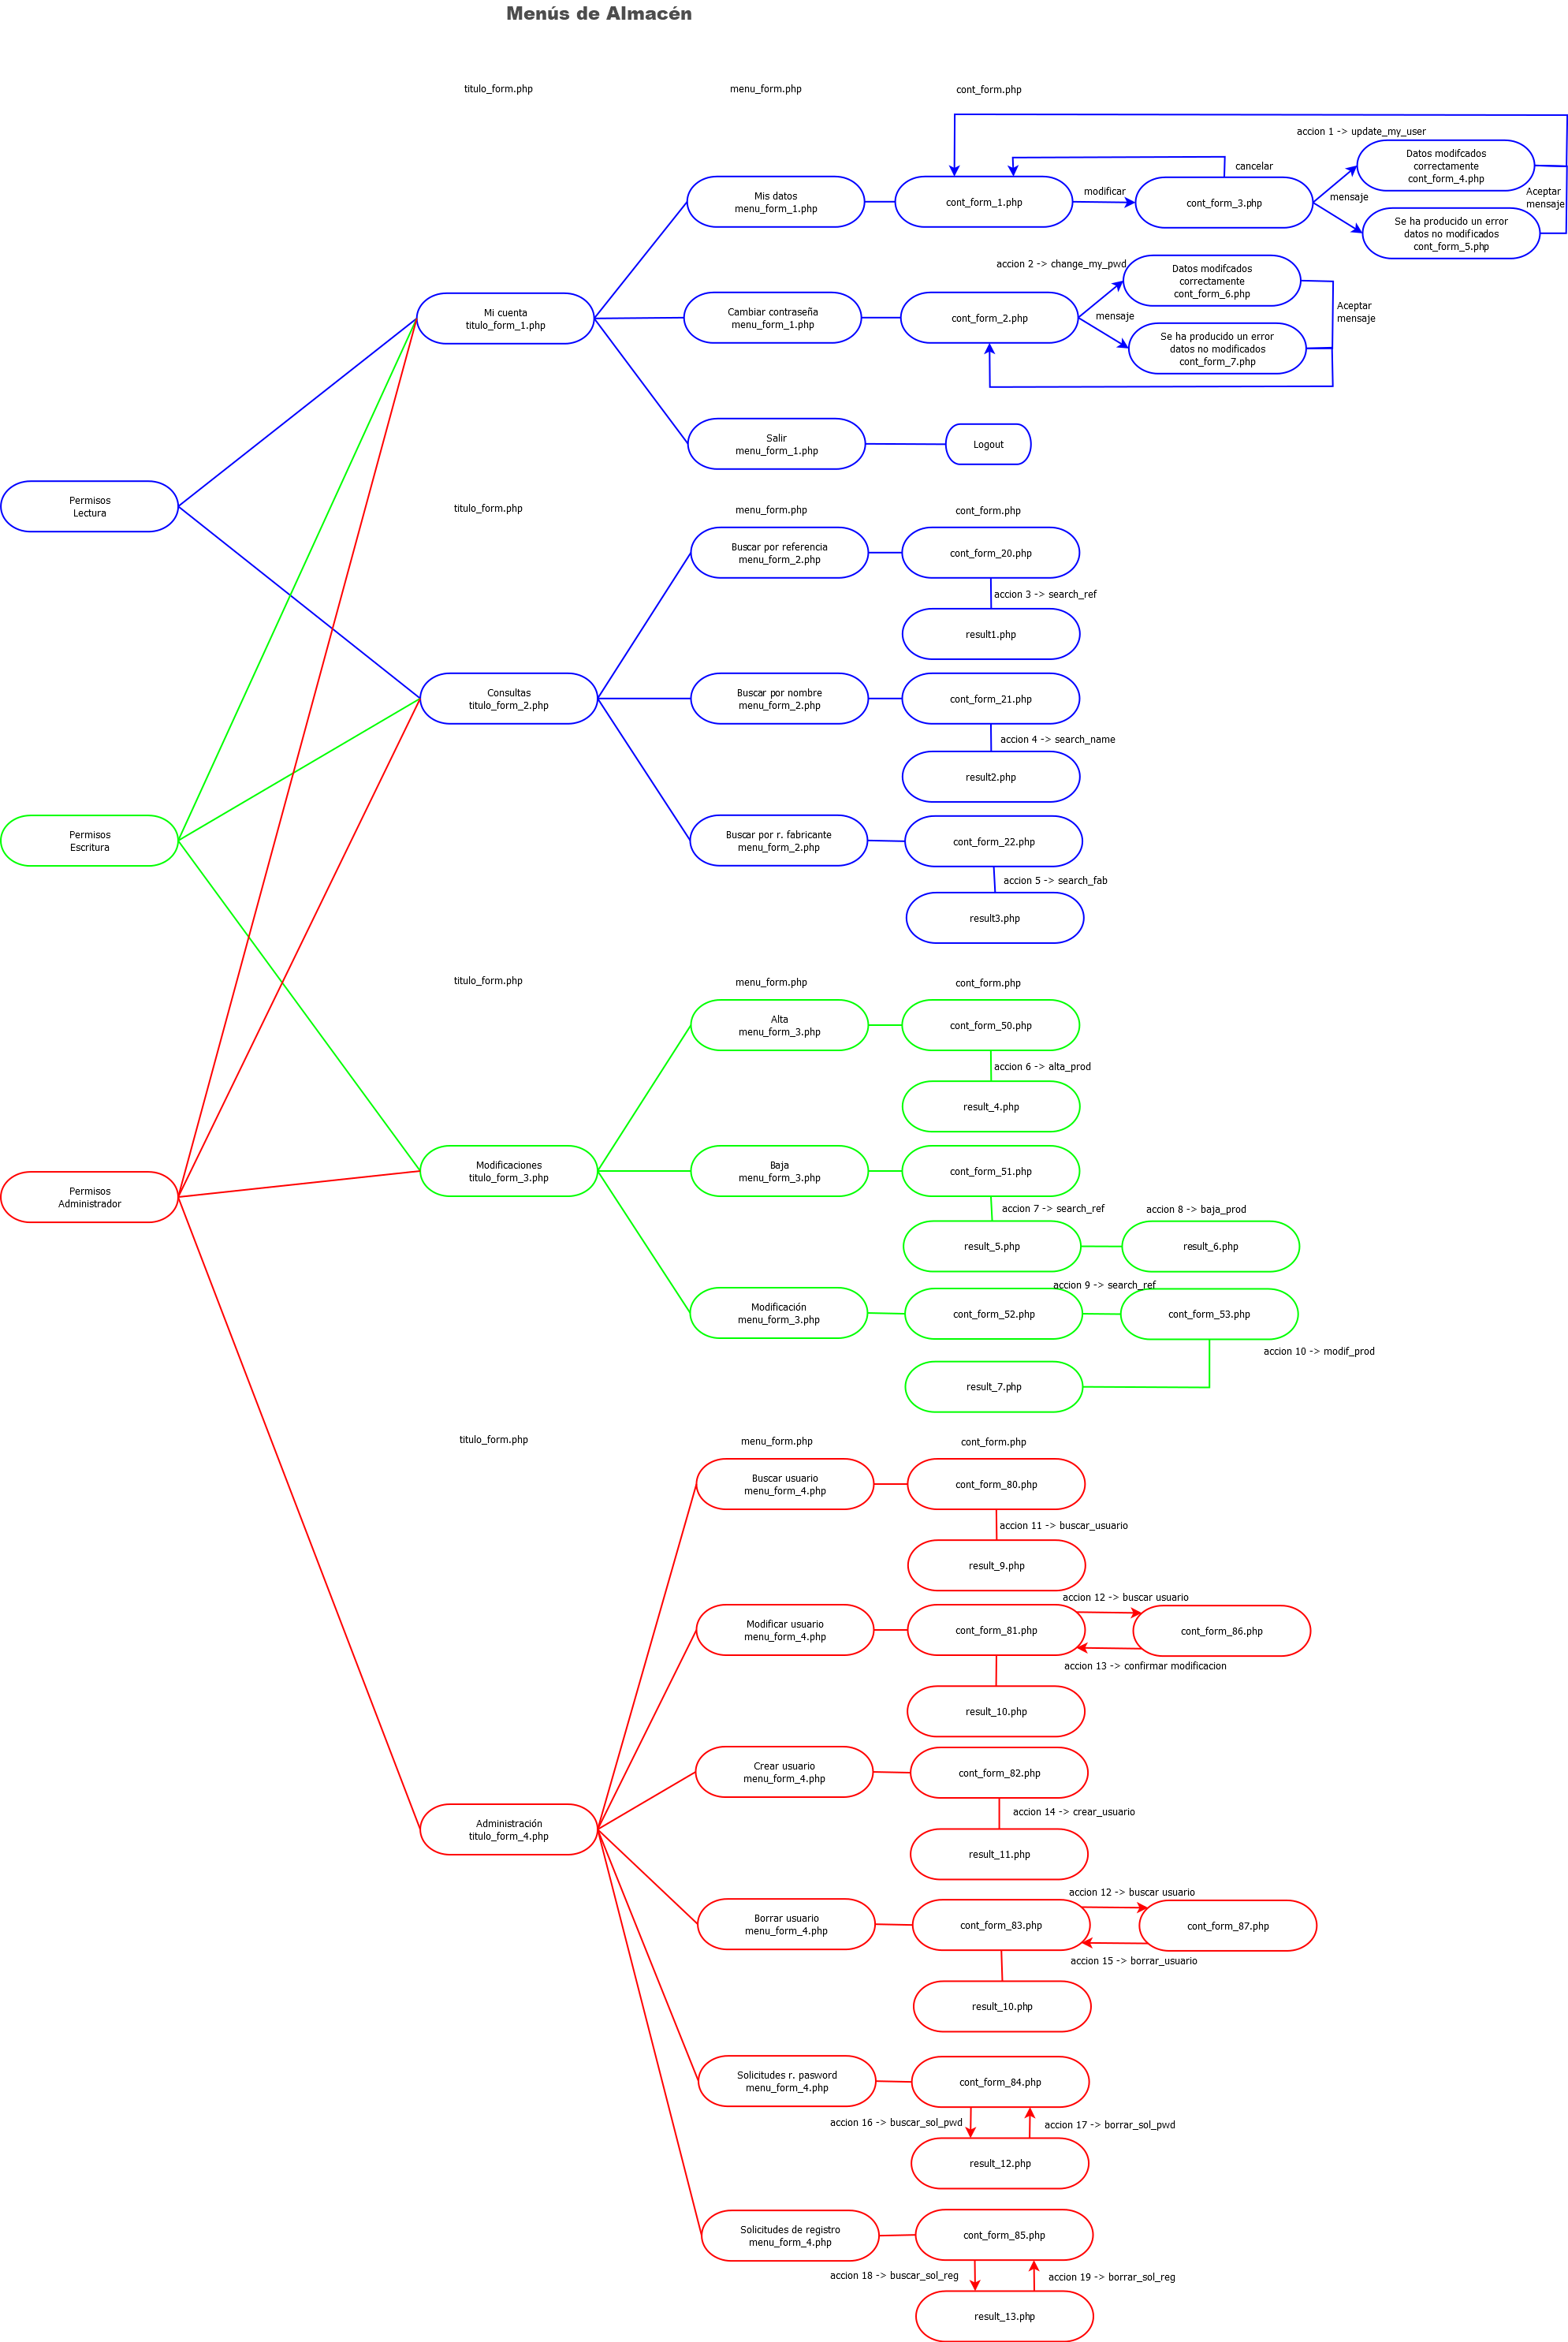 Menús de Almacén
titulo_form.php
menu_form.php
cont_form.php
accion 1 -> update_my_user
Datos modifcados
correctamente
cont_form_4.php
cancelar
Mis datos
menu_form_1.php
cont_form_1.php
modificar
cont_form_3.php
mensaje
Aceptar
mensaje
Se ha producido un error
datos no modificados
cont_form_5.php
accion 2 -> change_my_pwd
Datos modifcados
correctamente
cont_form_6.php
Mi cuenta
titulo_form_1.php
Cambiar contraseña
menu_form_1.php
cont_form_2.php
mensaje
Aceptar
mensaje
Se ha producido un error
datos no modificados
cont_form_7.php
Salir
menu_form_1.php
Logout
Permisos
Lectura
titulo_form.php
menu_form.php
cont_form.php
Buscar por referencia
menu_form_2.php
cont_form_20.php
accion 3 -> search_ref
result1.php
Consultas
titulo_form_2.php
Buscar por nombre
menu_form_2.php
cont_form_21.php
accion 4 -> search_name
result2.php
Permisos
Escritura
Buscar por r. fabricante
menu_form_2.php
cont_form_22.php
accion 5 -> search_fab
result3.php
titulo_form.php
menu_form.php
cont_form.php
Alta
menu_form_3.php
cont_form_50.php
accion 6 -> alta_prod
result_4.php
Permisos
Administrador
Modificaciones
titulo_form_3.php
Baja
menu_form_3.php
cont_form_51.php
accion 7 -> search_ref
accion 8 -> baja_prod
result_5.php
result_6.php
accion 9 -> search_ref
Modificación
menu_form_3.php
cont_form_52.php
cont_form_53.php
accion 10 -> modif_prod
result_7.php
titulo_form.php
menu_form.php
cont_form.php
Buscar usuario
menu_form_4.php
cont_form_80.php
accion 11 -> buscar_usuario
result_9.php
accion 12 -> buscar usuario
Modificar usuario
menu_form_4.php
cont_form_81.php
cont_form_86.php
accion 13 -> confirmar modificacion
result_10.php
Crear usuario
menu_form_4.php
cont_form_82.php
accion 14 -> crear_usuario
Administración
titulo_form_4.php
result_11.php
accion 12 -> buscar usuario
Borrar usuario
menu_form_4.php
cont_form_83.php
cont_form_87.php
accion 15 -> borrar_usuario
result_10.php
Solicitudes r. pasword
menu_form_4.php
cont_form_84.php
accion 16 -> buscar_sol_pwd
accion 17 -> borrar_sol_pwd
result_12.php
Solicitudes de registro
menu_form_4.php
cont_form_85.php
accion 18 -> buscar_sol_reg
accion 19 -> borrar_sol_reg
result_13.php